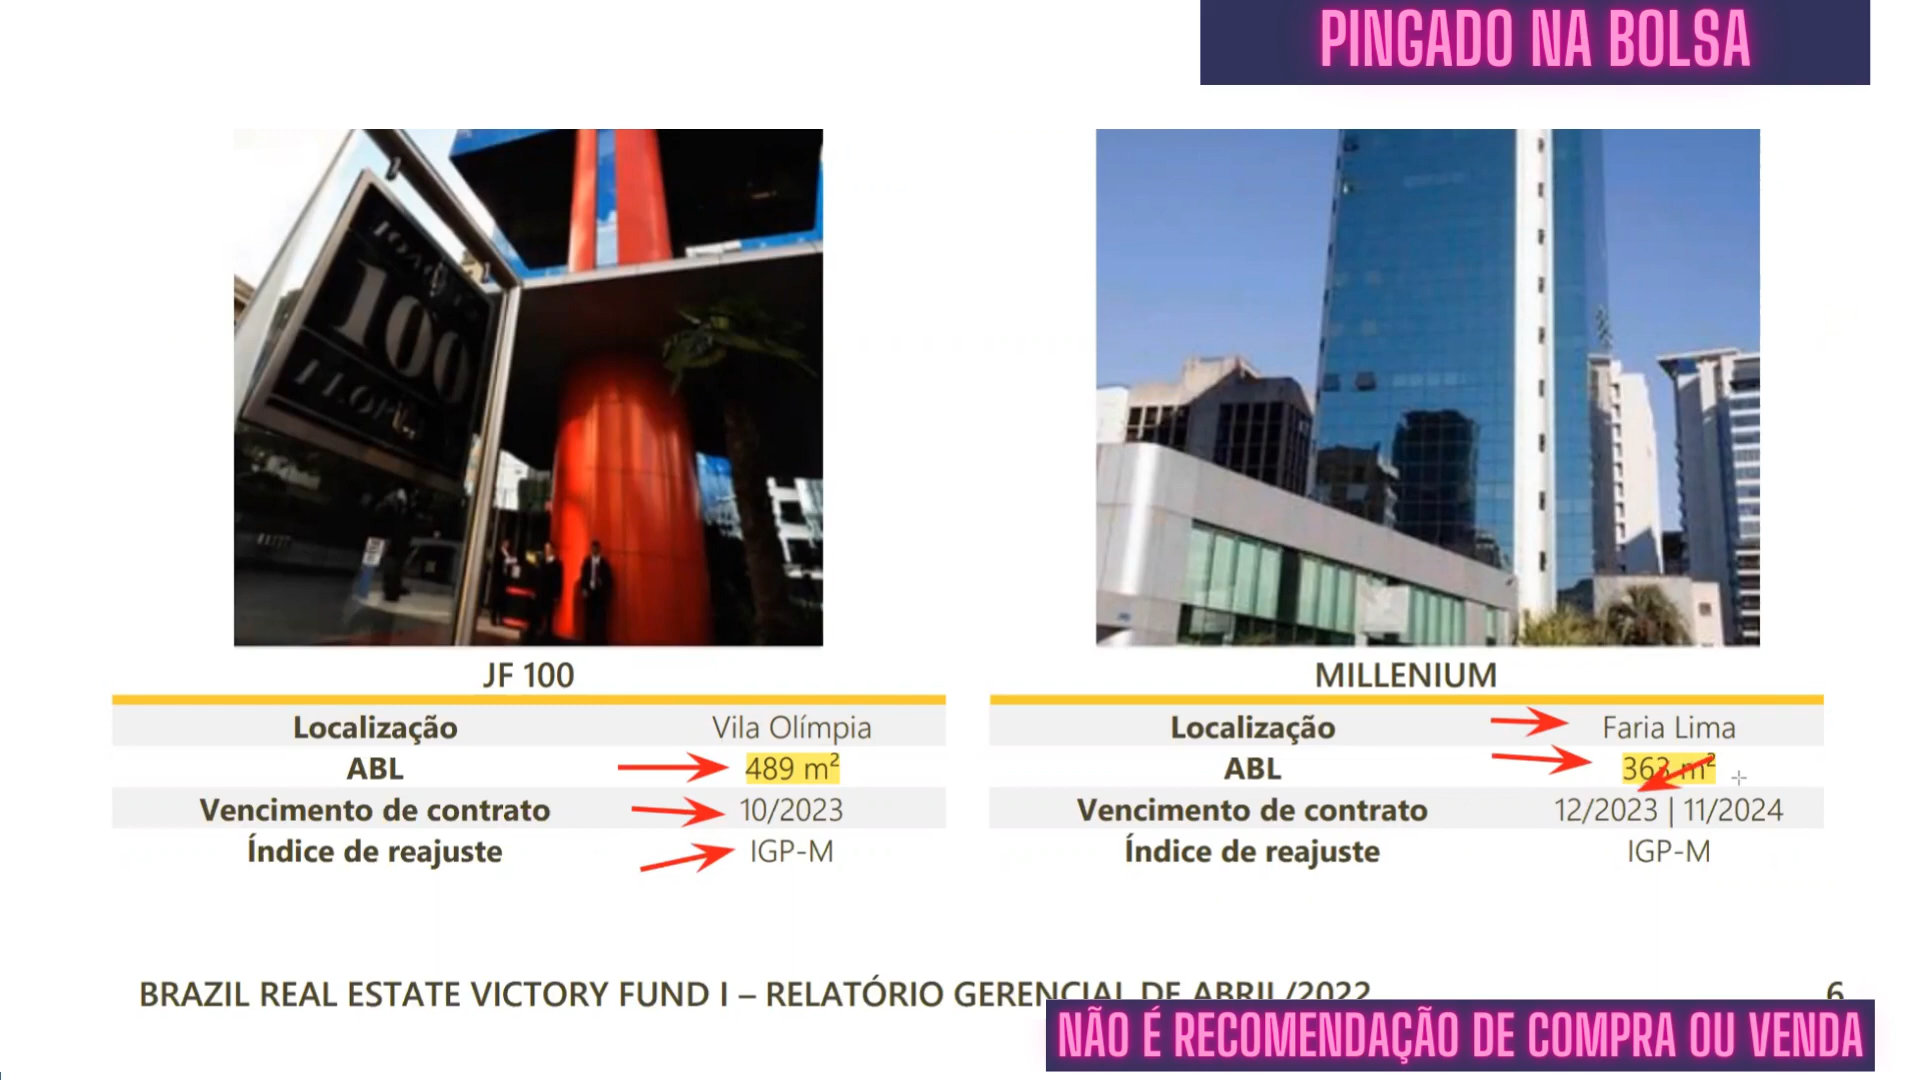 PINGADO NA BOLSA
100
JF 100
Localização Vila Olímpia
ABL 489 m²
Vencimento de contrato 10/2023
Índice de reajuste IGP-M
MILLENIUM
Localização Faria Lima
ABL 363 m²
Vencimento de contrato 12/2023 | 11/2024
Índice de reajuste IGP-M
BRAZIL REAL ESTATE VICTORY FUND I – RELATÓRIO GERENCIAL DE ABRIL/2022 6
NÃO É RECOMENDAÇÃO DE COMPRA OU VENDA